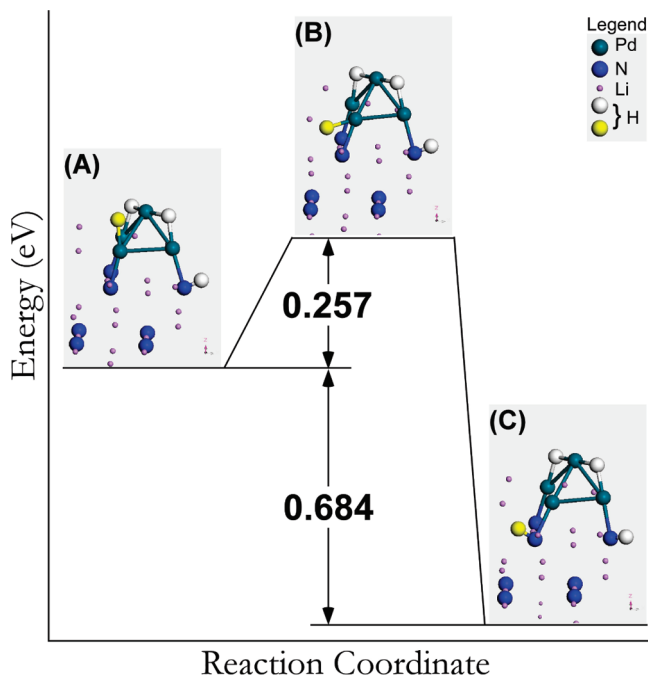 (B)
Legend
Pd
N
Li
} H
(A)
Energy (eV)
0.257
(C)
0.684
Reaction Coordinate